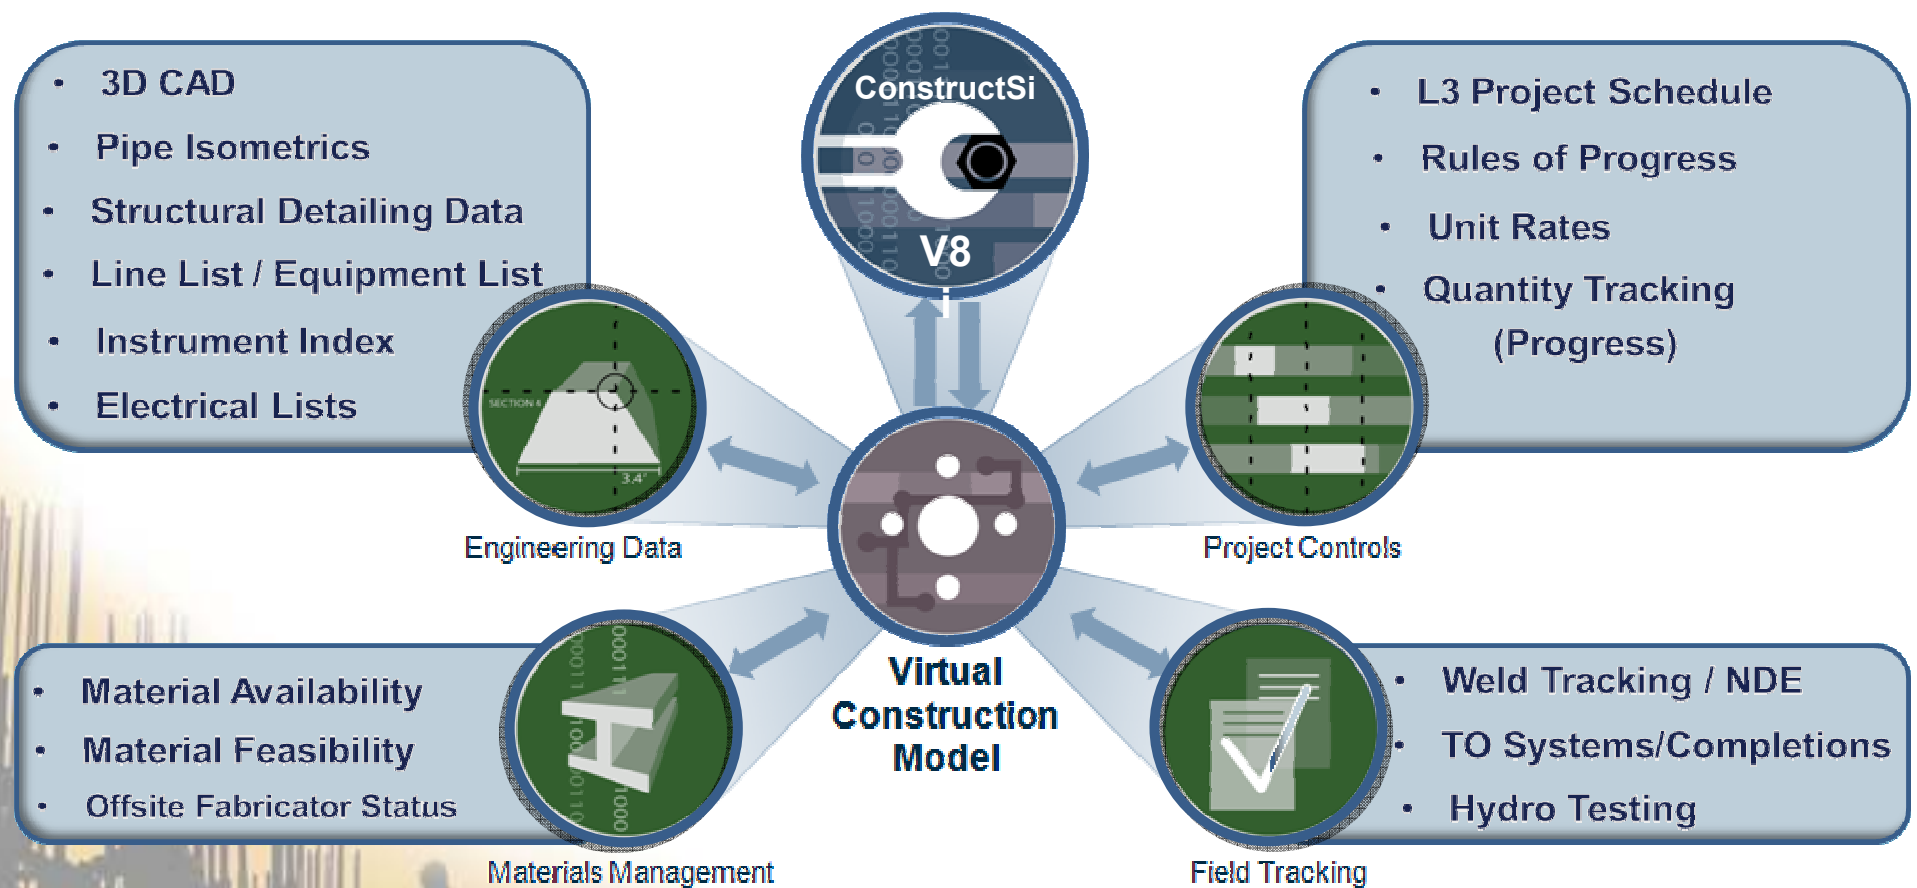 • 3D CAD
• Pipe Isometrics
• Structural Detailing Data
• Line List / Equipment List
• Instrument Index
• Electrical Lists
SECTION 4
3.4"
Engineering Data
ConstructSi
V8
i
• L3 Project Schedule
• Rules of Progress
• Unit Rates
• Quantity Tracking
(Progress)
Project Controls
Virtual
Construction
Model
• Material Availability
• Material Feasibility
• Offsite Fabricator Status
Materials Management
• Weld Tracking / NDE
• TO Systems/Completions
• Hydro Testing
Field Tracking